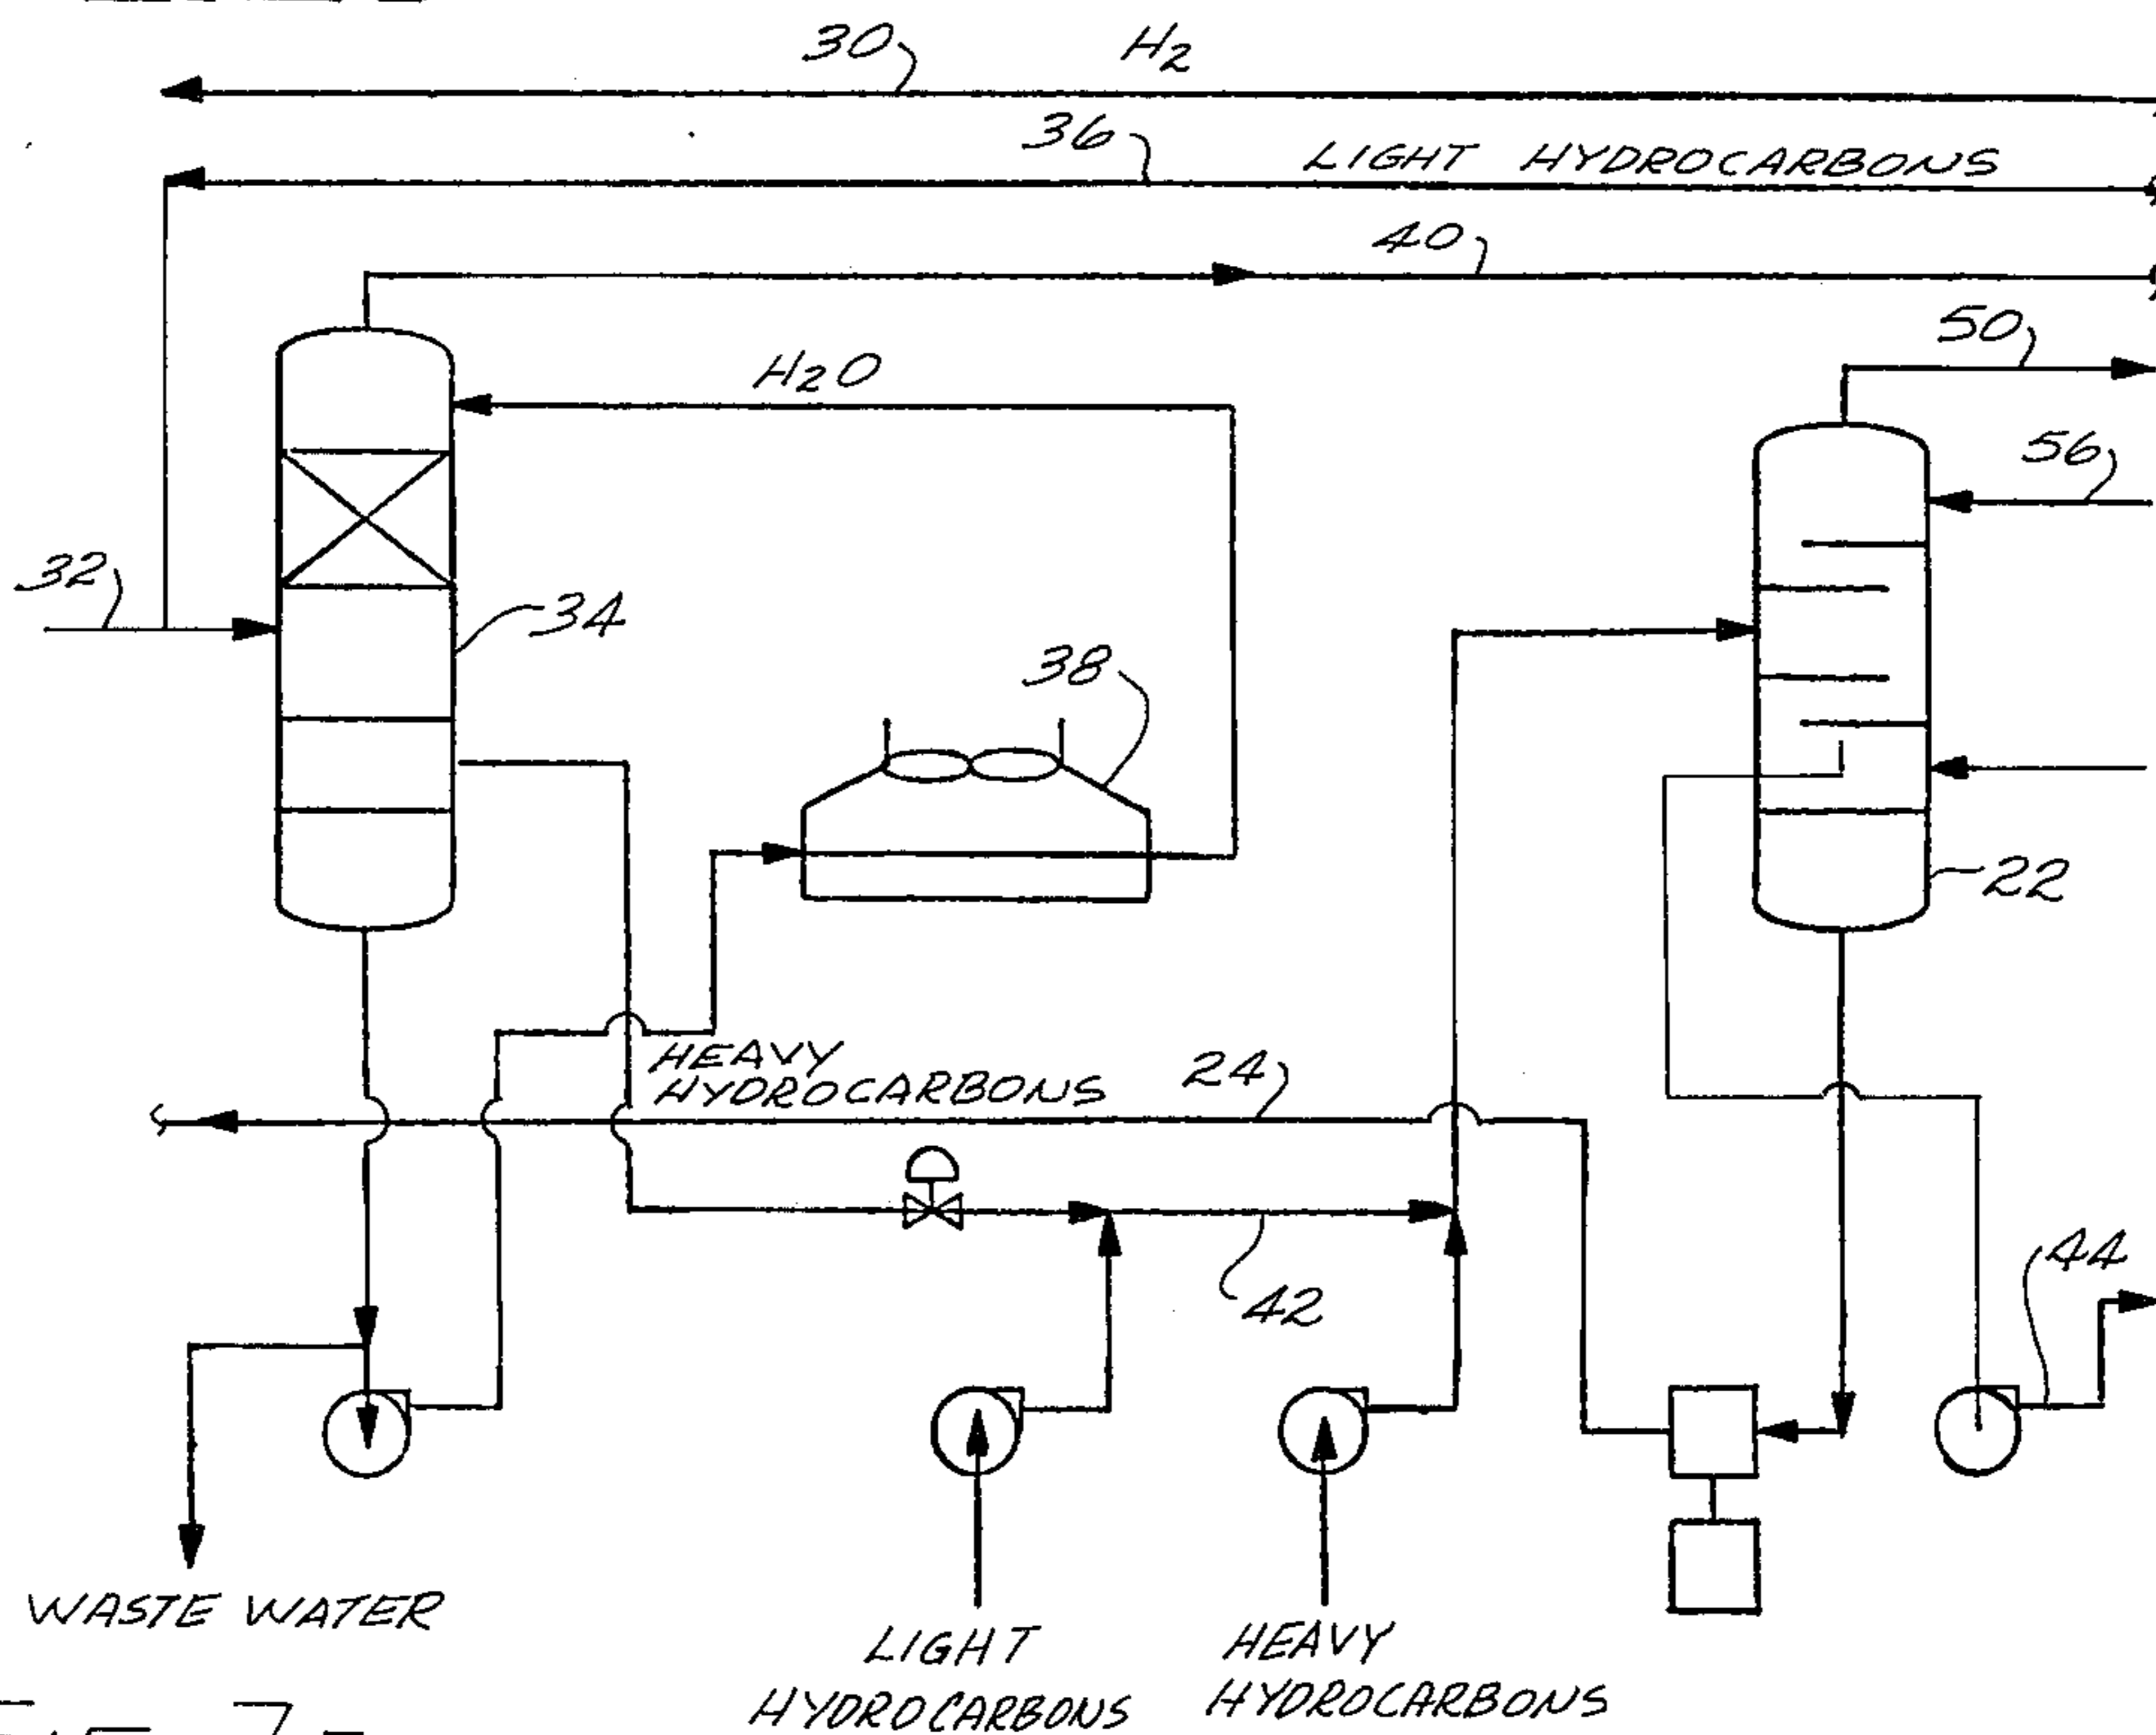 30 H2
36 LIGHT HYDROCARBONS
40
50
H2O
56
32
34
38
22
HEAVY
HYDROCARBONS
24
42
44
WASTE WATER
LIGHT
HYDROCARBONS
HEAVY
HYDROCARBONS